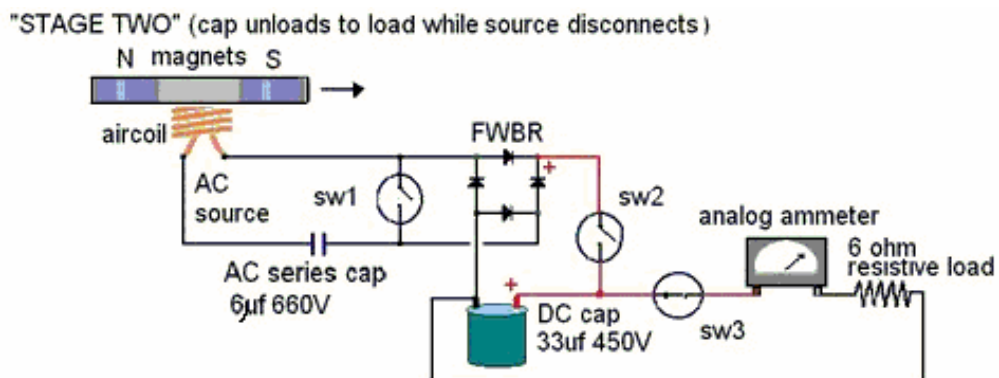 "STAGE TWO" (cap unloads to load while source disconnects)
N magnets S
aircoil
FWBR
+
AC
source
sw1
sw2
analog ammeter
6 ohm
resistive load
AC series cap
6µf 660V
+
DC cap
33uf 450V
sw3